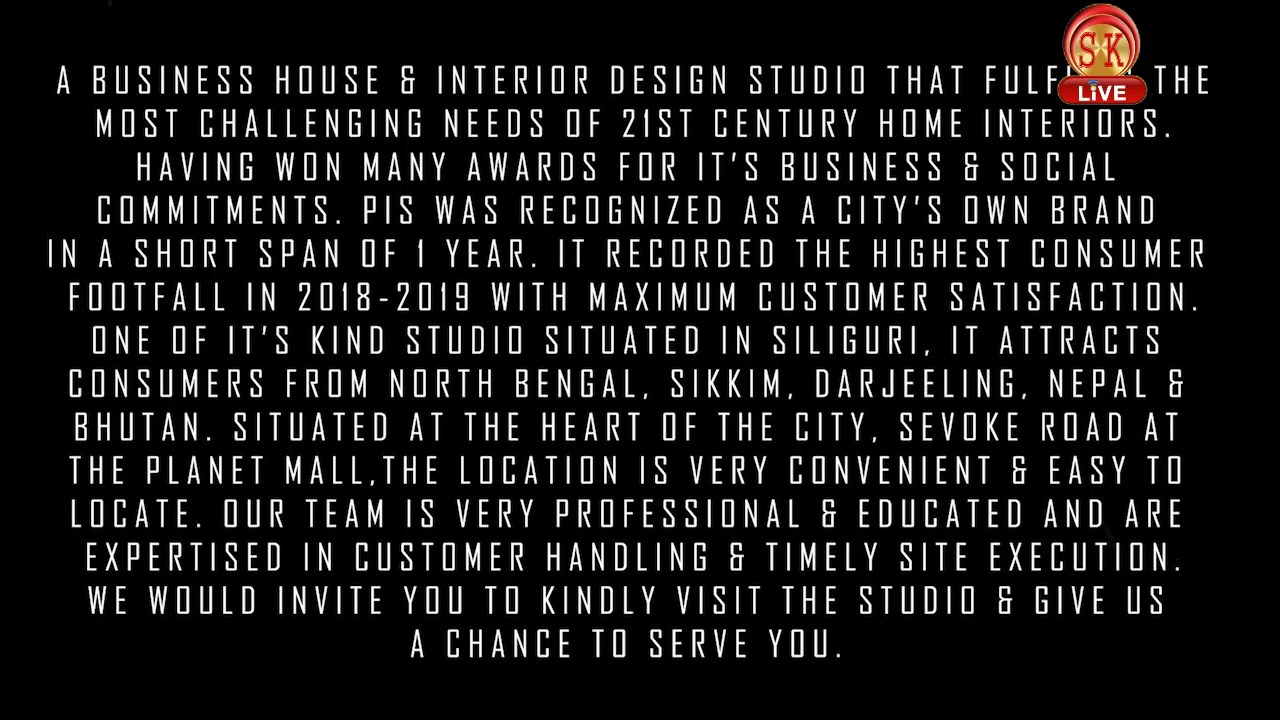 SK
LiVE
A BUSINESS HOUSE & INTERIOR DESIGN STUDIO THAT THE
MOST CHALLENGING NEEDS OF 21ST CENTURY HOME INTERIORS.
HAVING WON MANY AWARDS FOR IT'S BUSINESS & SOCIAL
COMMITMENTS. PIS WAS RECOGNIZED AS A CITY'S OWN BRAND
IN A SHORT SPAN OF 1 YEAR. IT RECORDED THE HIGHEST CONSUMER
FOOTFALL IN 2018-2019 WITH MAXIMUM CUSTOMER SATISFACTION.
ONE OF IT'S KIND STUDIO SITUATED IN SILIGURI, IT ATTRACTS
CONSUMERS FROM NORTH BENGAL, SIKKIM, DARJEELING, NEPAL &
BHUTAN. SITUATED AT THE HEART OF THE CITY, SEVOKE ROAD AT
THE PLANET MALL,THE LOCATION IS VERY CONVENIENT & EASY TO
LOCATE. OUR TEAM IS VERY PROFESSIONAL & EDUCATED AND ARE
EXPERTISED IN CUSTOMER HANDLING & TIMELY SITE EXECUTION.
WE WOULD INVITE YOU TO KINDLY VISIT THE STUDIO & GIVE US
A CHANCE TO SERVE YOU.